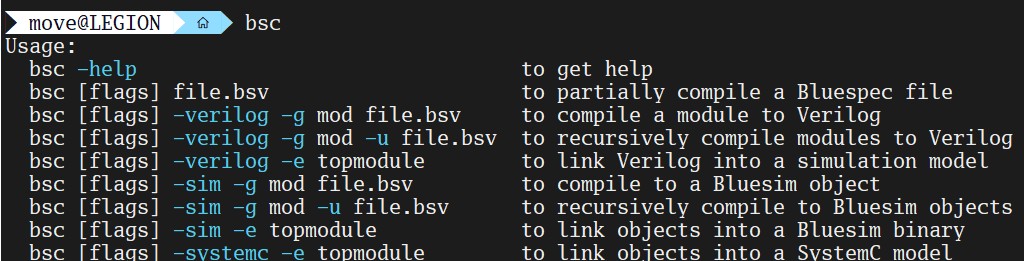 move@LEGION bsc
Usage:
bsc -help to get help
bsc [flags] file.bsv to partially compile a Bluespec file
bsc [flags] -verilog -g mod file.bsv to compile a module to Verilog
bsc [flags] -verilog -g mod -u file.bsv to recursively compile modules to Verilog
bsc [flags] -verilog -e topmodule to link Verilog into a simulation model
bsc [flags] -sim -g mod file.bsv to compile to a Bluesim object
bsc [flags] -sim -g mod -u file.bsv to recursively compile to Bluesim objects
bsc [flags] -sim -e topmodule to link objects into a Bluesim binary
bsc [flags] -systemc -e topmodule to link objects into a SystemC model